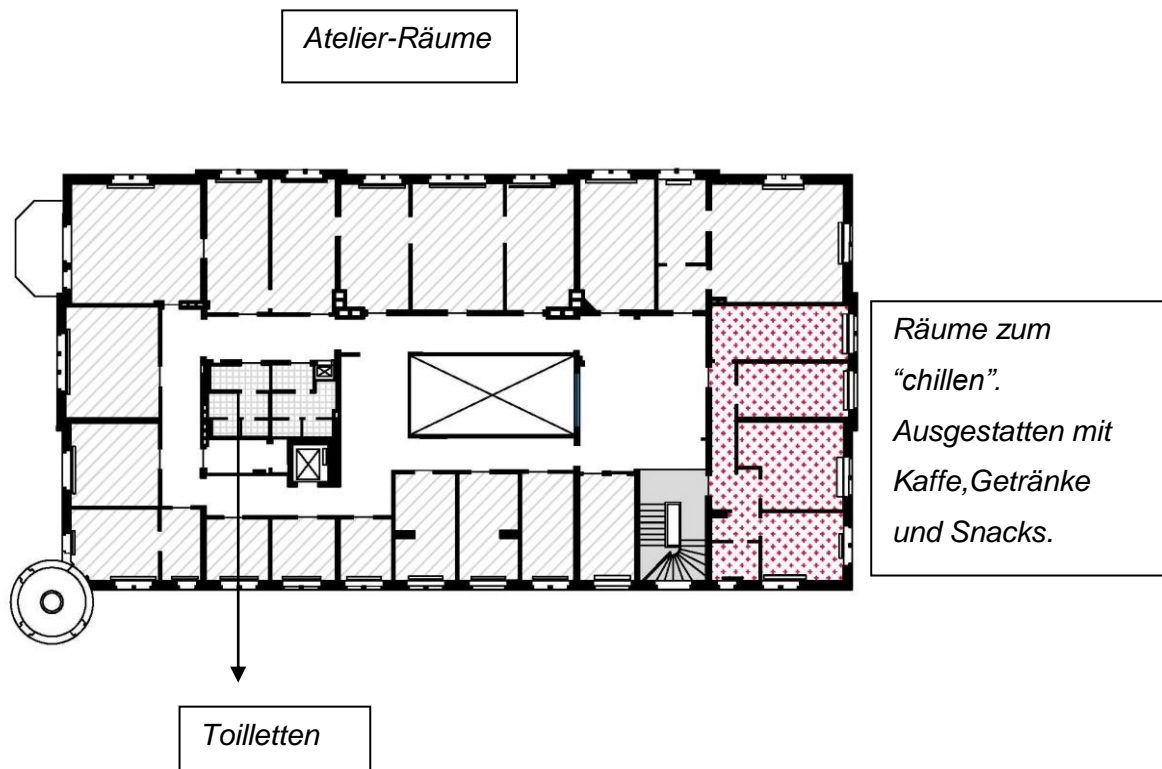 Atelier-Räume
Räume zum
“chillen”.
Ausgestatten mit
Kaffe,Getränke
und Snacks.
Toilletten